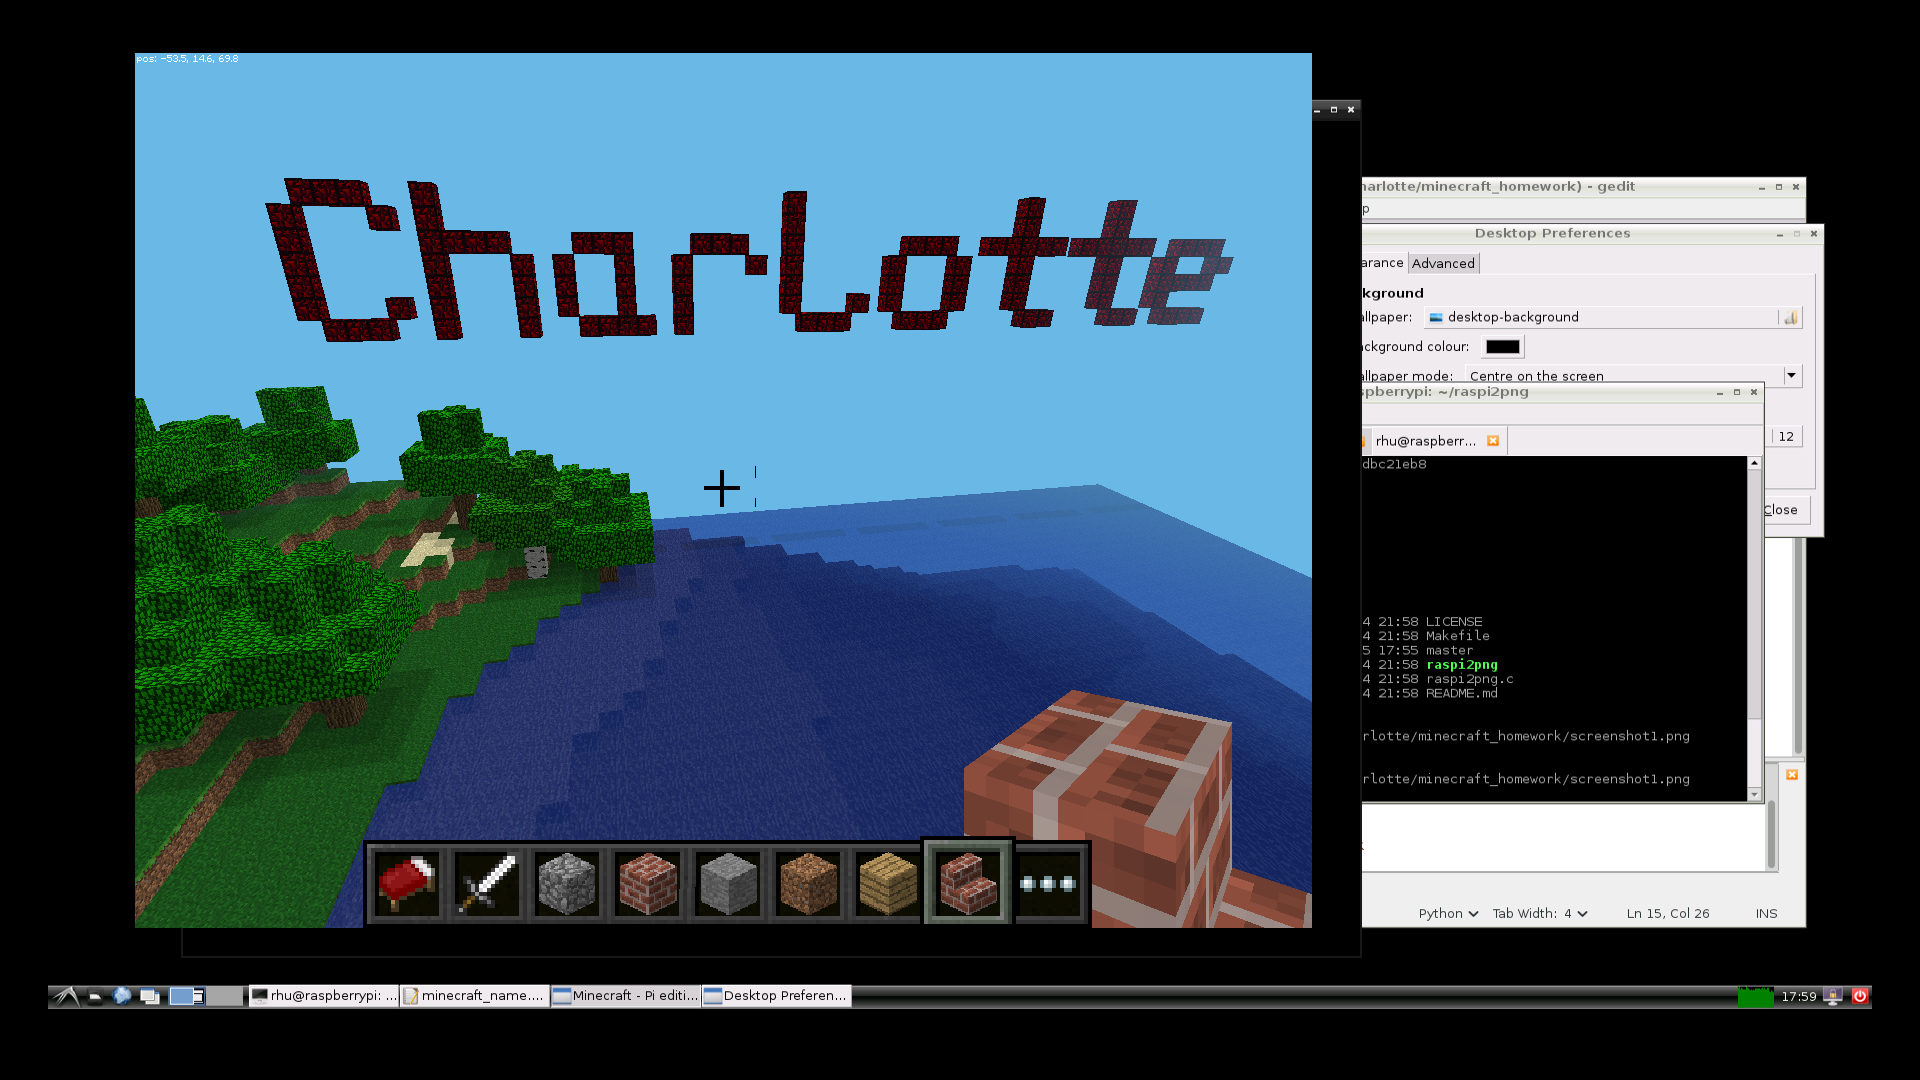 pos: -53.5, 14.6, 69.8
Charlotte
harlotte/minecraft_homework) - gedit
p
Desktop Preferences
arance Advanced
kground
allpaper: desktop-background
ckground colour:
allpaper mode: Centre on the screen
12
Close
spberrypi: ~/raspi2png
rhu@raspberr...
dbc21eb8
4 21:58 LICENSE
4 21:58 Makefile
5 17:55 master
4 21:58 raspi2png
4 21:58 raspi2png.c
4 21:58 README.md
rlotte/minecraft_homework/screenshot1.png
rlotte/minecraft_homework/screenshot1.png
Python Tab Width: 4 Ln 15, Col 26 INS
rhu@raspberrypi: ... minecraft_name.... Minecraft - Pi editi... Desktop Preferen... 17:59